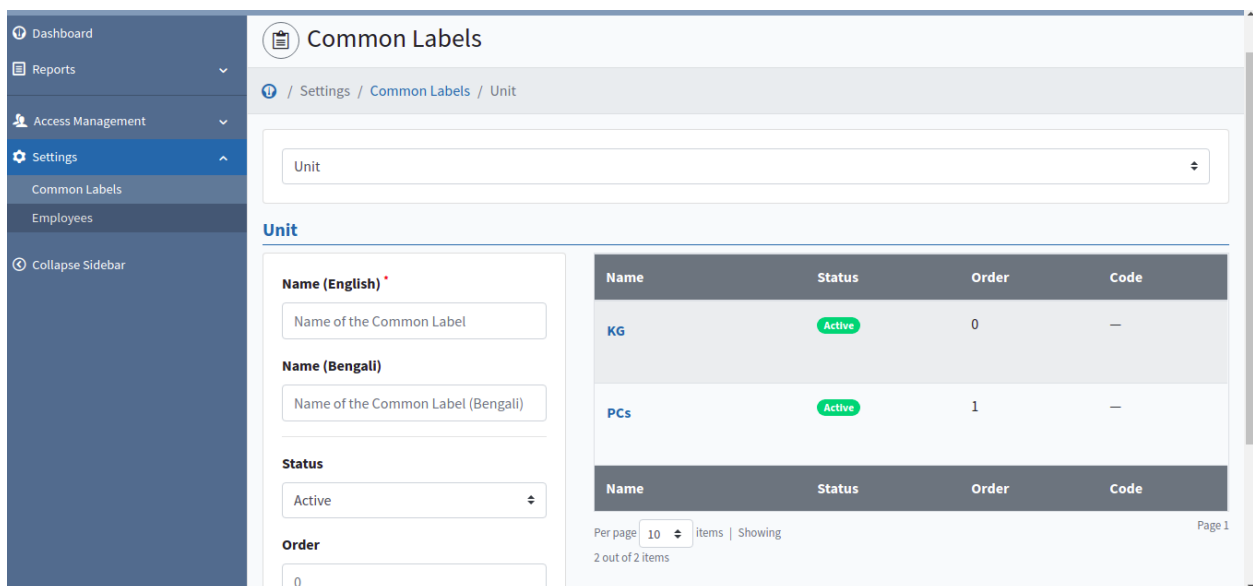 Dashboard
Reports
Access Management
Settings
Common Labels
Employees
Collapse Sidebar
Common Labels
/ Settings / Common Labels / Unit
Unit
Unit
Name (English) *
Name of the Common Label
Name (Bengali)
Name of the Common Label (Bengali)
Status
Active
Order
0
Name Status Order Code
KG Active 0 —
PCs Active 1 —
Name Status Order Code
Per page 10 items | Showing
2 out of 2 items
Page 1